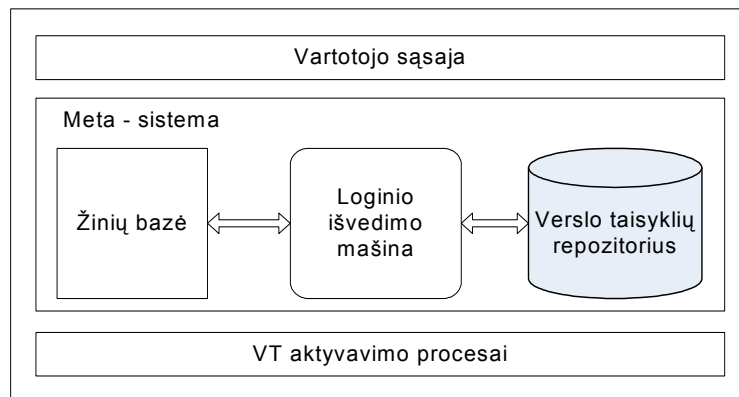 Vartotojo sąsaja
Meta - sistema
Žinių bazė
Loginio
išvedimo
mašina
Verslo taisyklių
repozitorius
VT aktyvavimo procesai